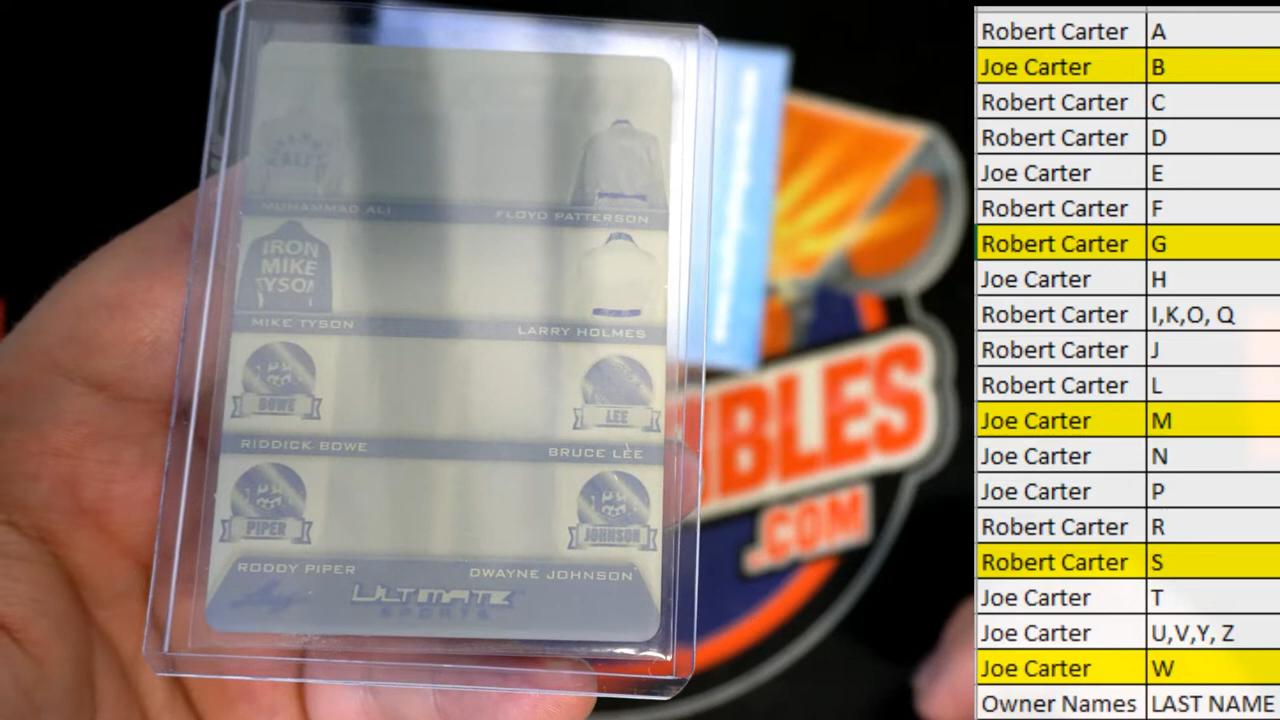 MUHAMMAD ALI
FLOYD PATTERSON
IRON
MIKE
TYSON
MIKE TYSON
LARRY HOLMES
BOWE
LEE
RIDDICK BOWE
BRUCE LEE
PIPER
JOHNSON
RODDY PIPER
DWAYNE JOHNSON
ULTIMATE
SPORTS
BLES
.COM
Robert Carter A
Joe Carter B
Robert Carter C
Robert Carter D
Joe Carter E
Robert Carter F
Robert Carter G
Joe Carter H
Robert Carter I,K,O, Q
Robert Carter J
Robert Carter L
Joe Carter M
Joe Carter N
Joe Carter P
Robert Carter R
Robert Carter S
Joe Carter T
Joe Carter U,V,Y, Z
Joe Carter W
Owner Names LAST NAME